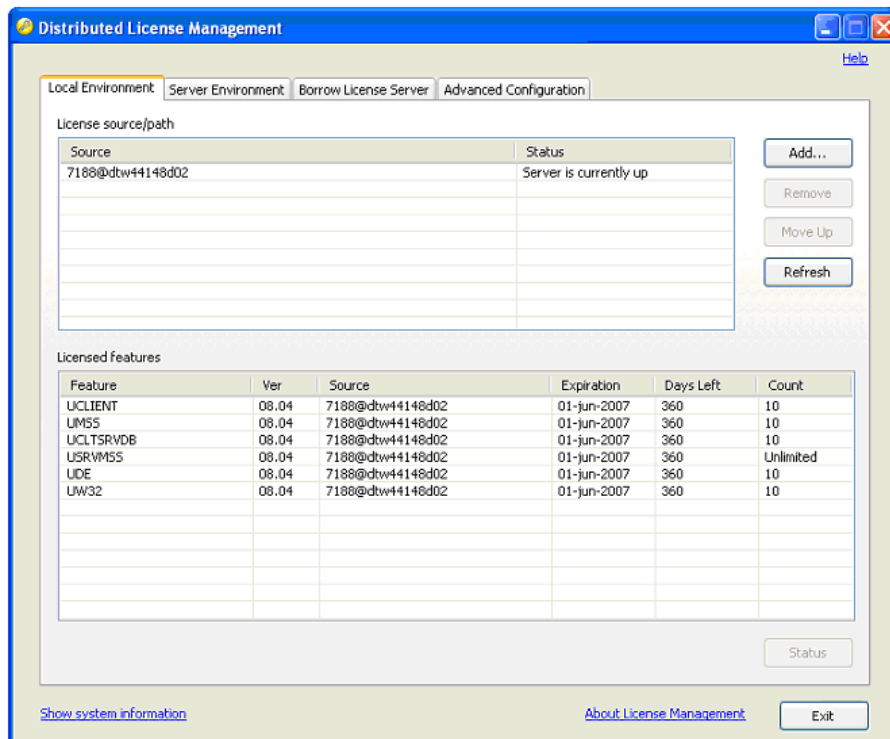 Distributed License Management
Help
Local Environment Server Environment Borrow License Server Advanced Configuration
License source/path
Source Status
7188@dtw44148d02 Server is currently up
Add...
Remove
Move Up
Refresh
Licensed features
Feature Ver Source Expiration Days Left Count
UCLIENT 08.04 7188@dtw44148d02 01-jun-2007 360 10
UMSS 08.04 7188@dtw44148d02 01-jun-2007 360 10
UCLTSRVDB 08.04 7188@dtw44148d02 01-jun-2007 360 10
USRVMSS 08.04 7188@dtw44148d02 01-jun-2007 360 Unlimited
UDE 08.04 7188@dtw44148d02 01-jun-2007 360 10
UW32 08.04 7188@dtw44148d02 01-jun-2007 360 10
Status
Show system information About License Management Exit